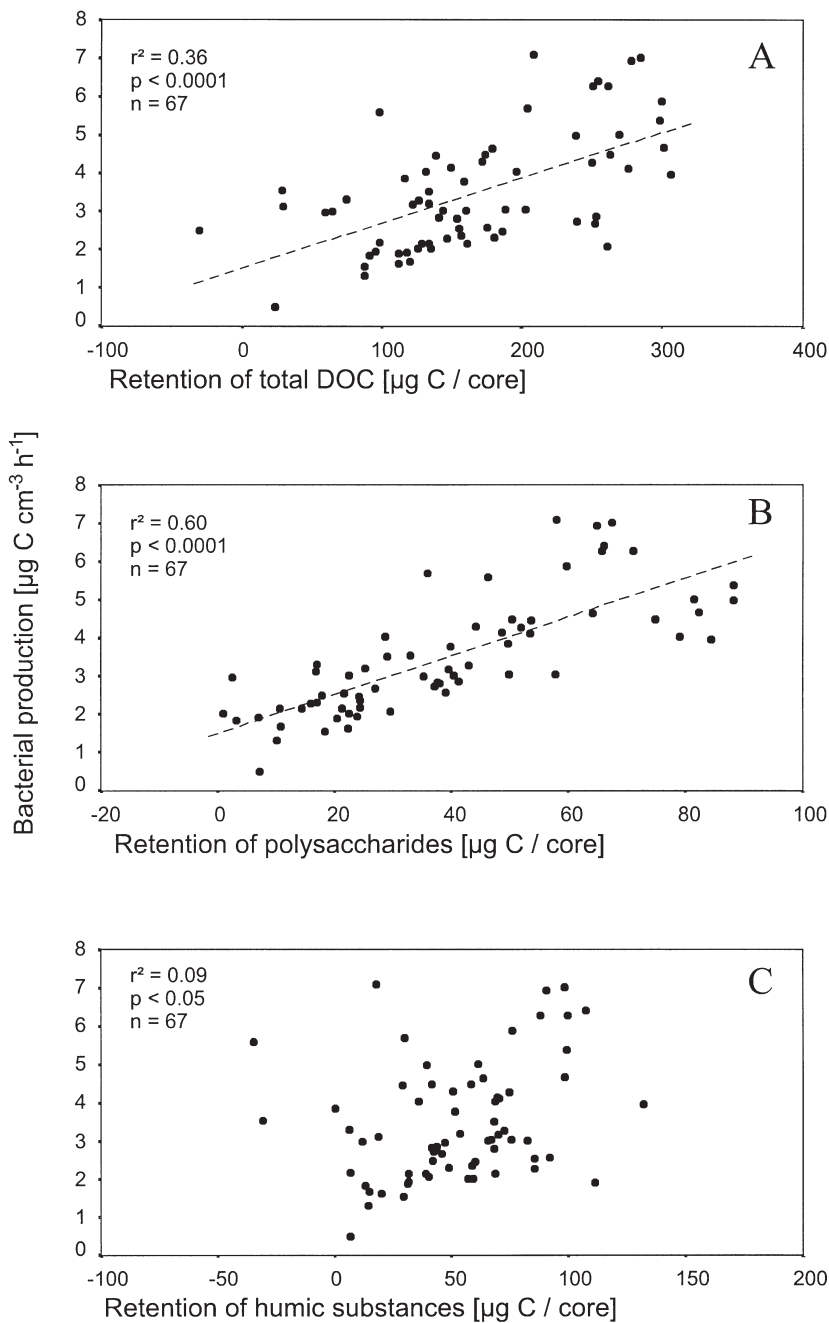 Bacterial production [µg C cm-3 h-1]
8
7
6
5
4
3
2
1
0
r² = 0.36
p < 0.0001
n = 67
A
-100 0 100 200 300 400
Retention of total DOC [µg C / core]
8
7
6
5
4
3
2
1
0
r² = 0.60
p < 0.0001
n = 67
B
-20 0 20 40 60 80 100
Retention of polysaccharides [µg C / core]
8
7
6
5
4
3
2
1
0
r² = 0.09
p < 0.05
n = 67
C
-100 -50 0 50 100 150 200
Retention of humic substances [µg C / core]